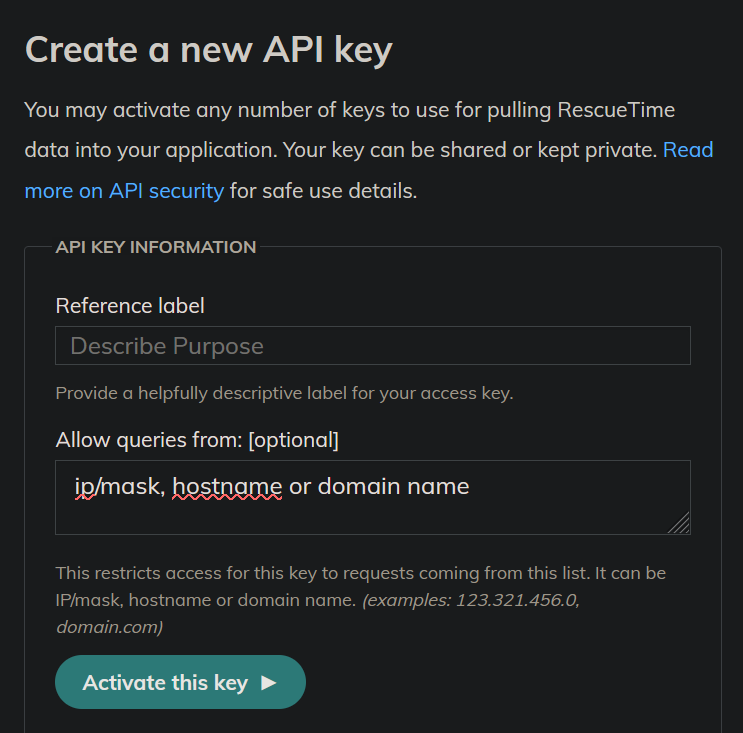 Create a new API key
You may activate any number of keys to use for pulling RescueTime
data into your application. Your key can be shared or kept private. Read
more on API security for safe use details.
API KEY INFORMATION
Reference label
Describe Purpose
Provide a helpfully descriptive label for your access key.
Allow queries from: [optional]
ip/mask, hostname or domain name
This restricts access for this key to requests coming from this list. It can be
IP/mask, hostname or domain name. (examples: 123.321.456.0,
domain.com)
Activate this key ►